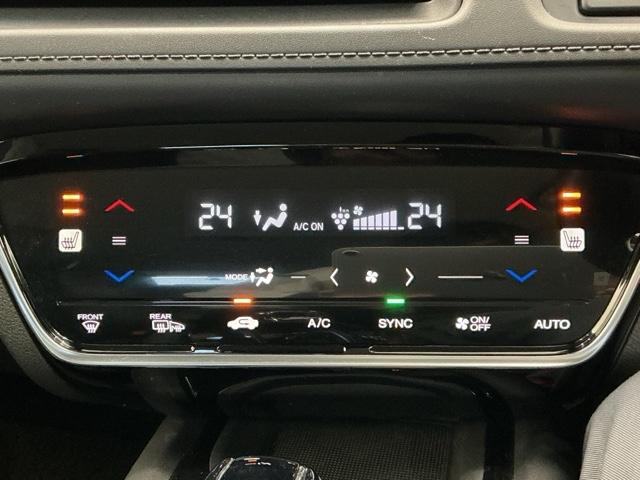 24 A/C ON 24
MODE
FRONT REAR A/C SYNC ON/OFF AUTO